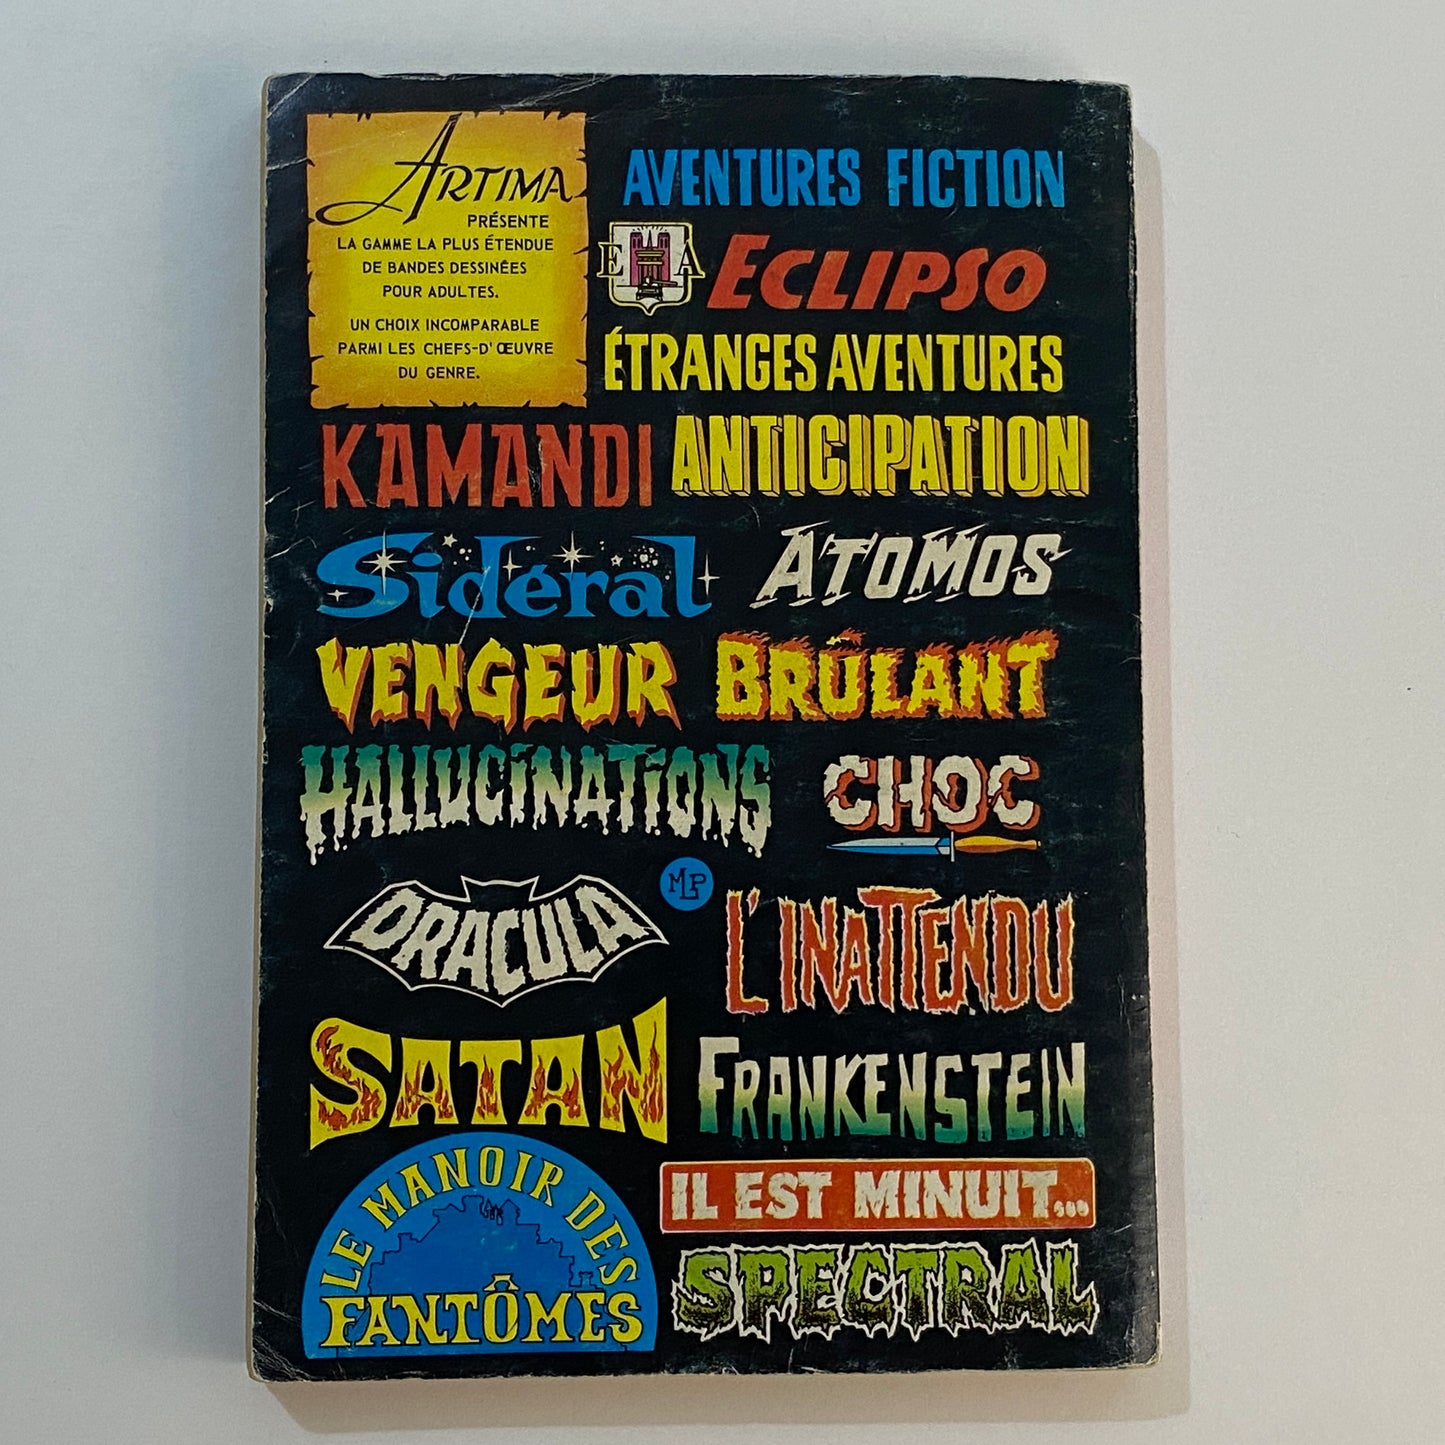 ARTIMA
PRÉSENTE
LA GAMME LA PLUS ÉTENDUE
DE BANDES DESSINÉES
POUR ADULTES.
UN CHOIX INCOMPARABLE
PARMI LES CHEFS-D'ŒUVRE
DU GENRE.
AVENTURES FICTION
E A
ECLIPSO
ÉTRANGES AVENTURES
KAMANDI
ANTICIPATION
Sidéral
ATOMOS
VENGEUR
BRÛLANT
HALLUCiNATiONS
CHOC
DRACULA
MLP
L'INATTENDU
SATAN
FRANKENSTEIN
LE MANOIR DES
FANTÔMES
IL EST MINUIT...
SPECTRAL